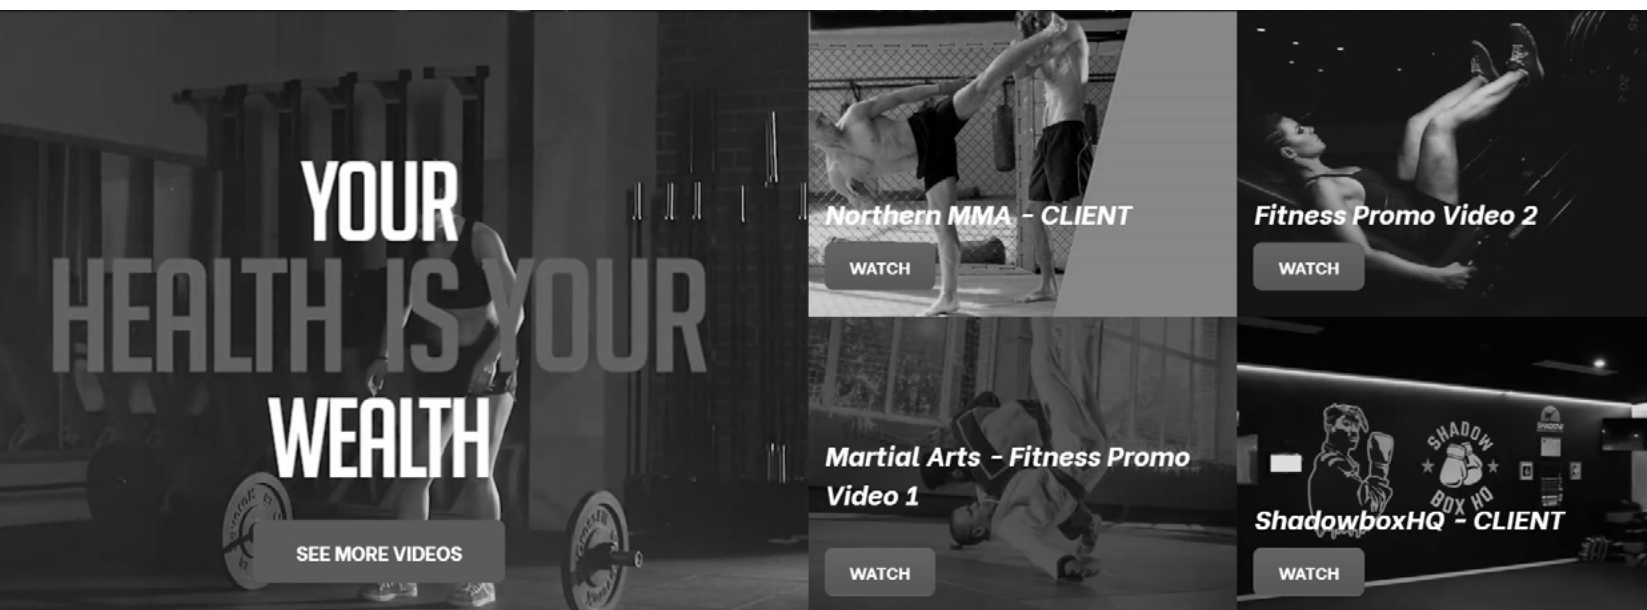 YOUR
HEALTH IS YOUR
WEALTH
SEE MORE VIDEOS
Northern MMA - CLIENT
WATCH
Fitness Promo Video 2
WATCH
Martial Arts - Fitness Promo
Video 1
WATCH
SHADOW
BOX HQ
ShadowboxHQ - CLIENT
WATCH